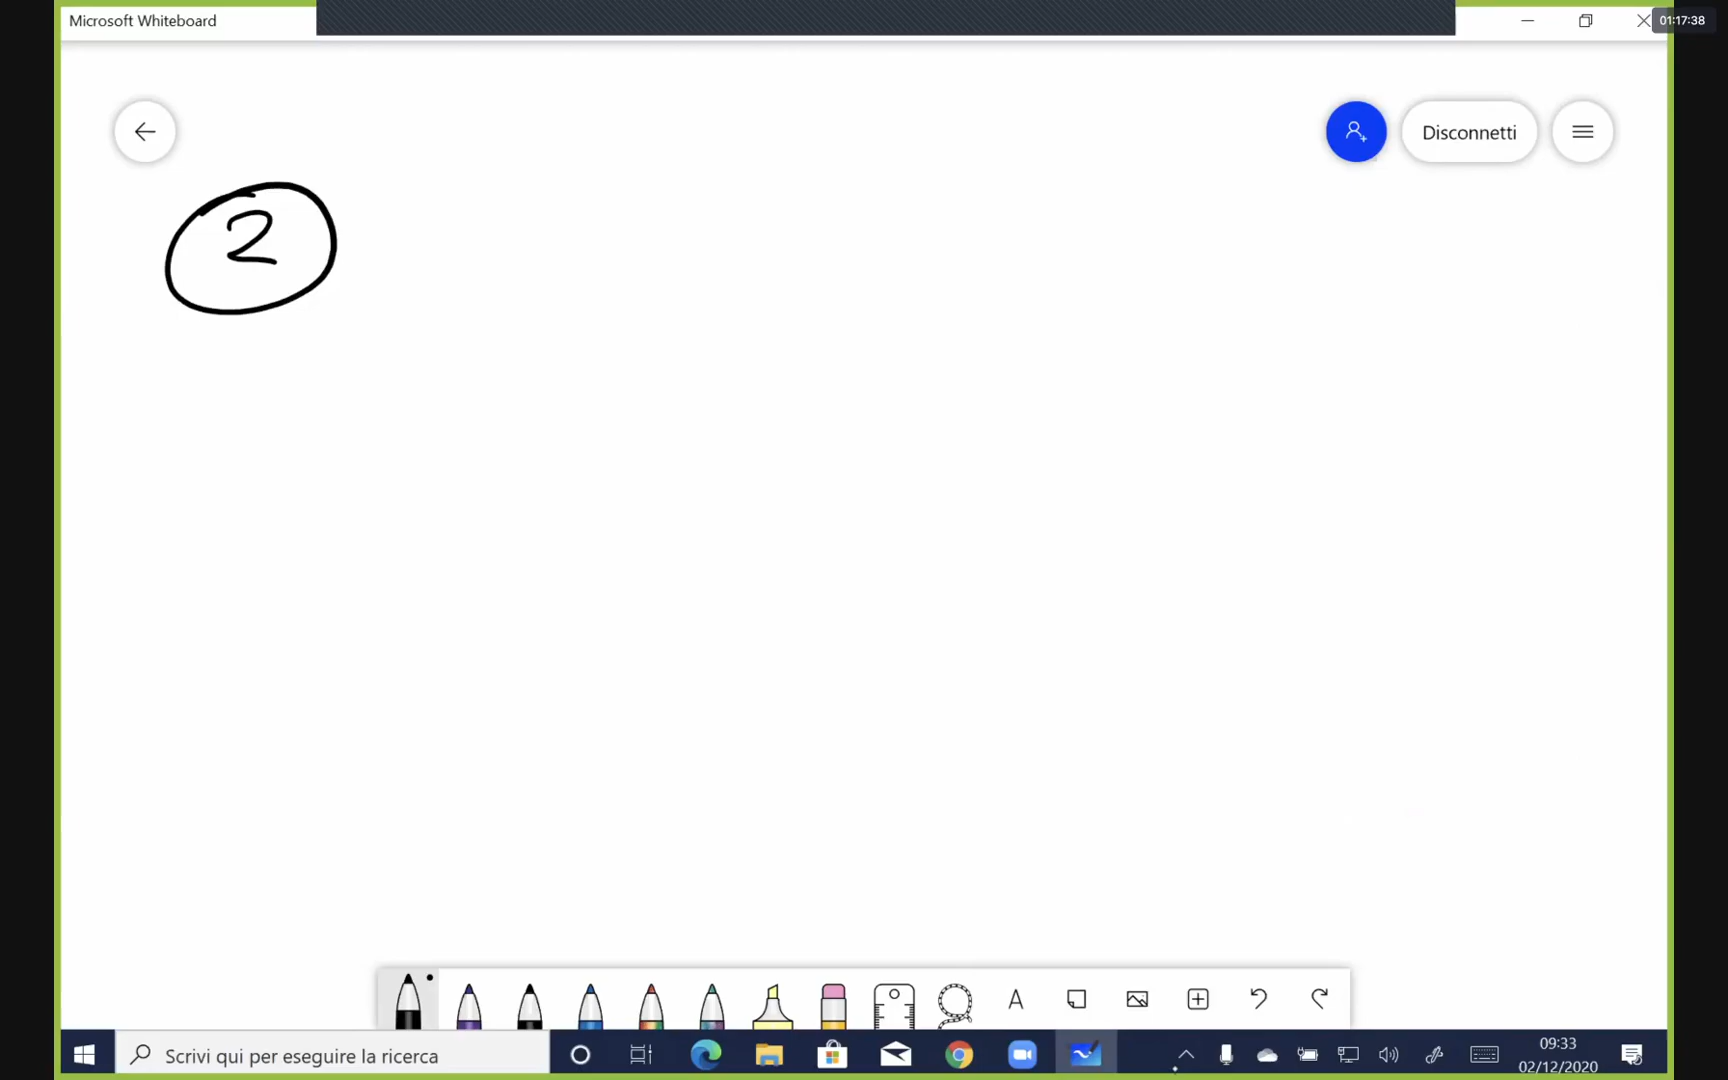 Microsoft Whiteboard
01:17:38
Disconnetti
2
A
Scrivi qui per eseguire la ricerca
09:33
02/12/2020